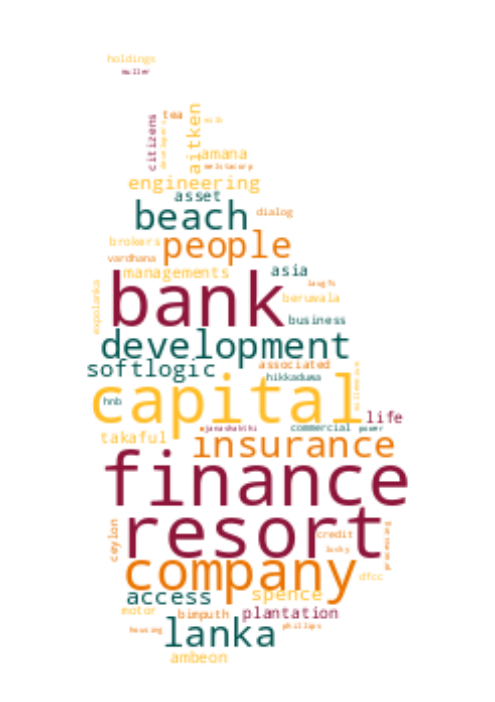 holdings
muller
tea
citizens
aitken
amana
engineering
asset
beach
dialog
brokers
people
vardhana
managements
asia
bank
expolanka
beruwala
business
development
softlogic
associated
hikkaduwa
capital
hnb
life
ujjanashakthi
commercial
power
takaful
insurance
finance
resort
ceylon
credit
lucky
company
dfcc
access
spence
motor
bimputh
plantation
housing
lanka
phillips
ambeon